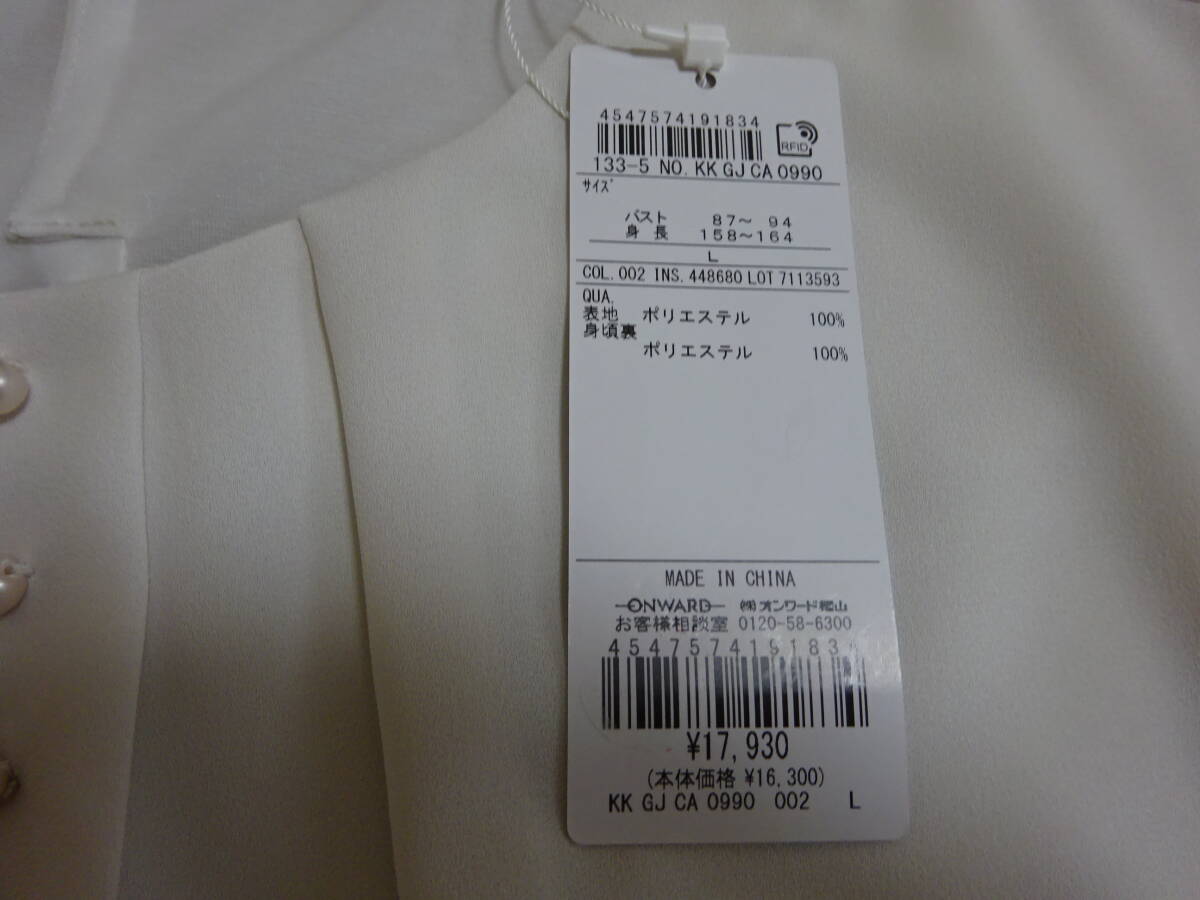 4547574191834
RFID
133-5 NO. KK GJ CA 0990
ｻｲｽﾞ
バスト 87～ 94
身長 158～164
L
COL. 002 INS. 448680 LOT 7113593
QUA.
表地 ポリエステル 100%
身頃裏
ポリエステル 100%
MADE IN CHINA
ONWARD ㈱オンワード樫山
お客様相談室 0120-58-6300
454757419183
¥17,930
(本体価格 ¥16,300)
KK GJ CA 0990 002 L